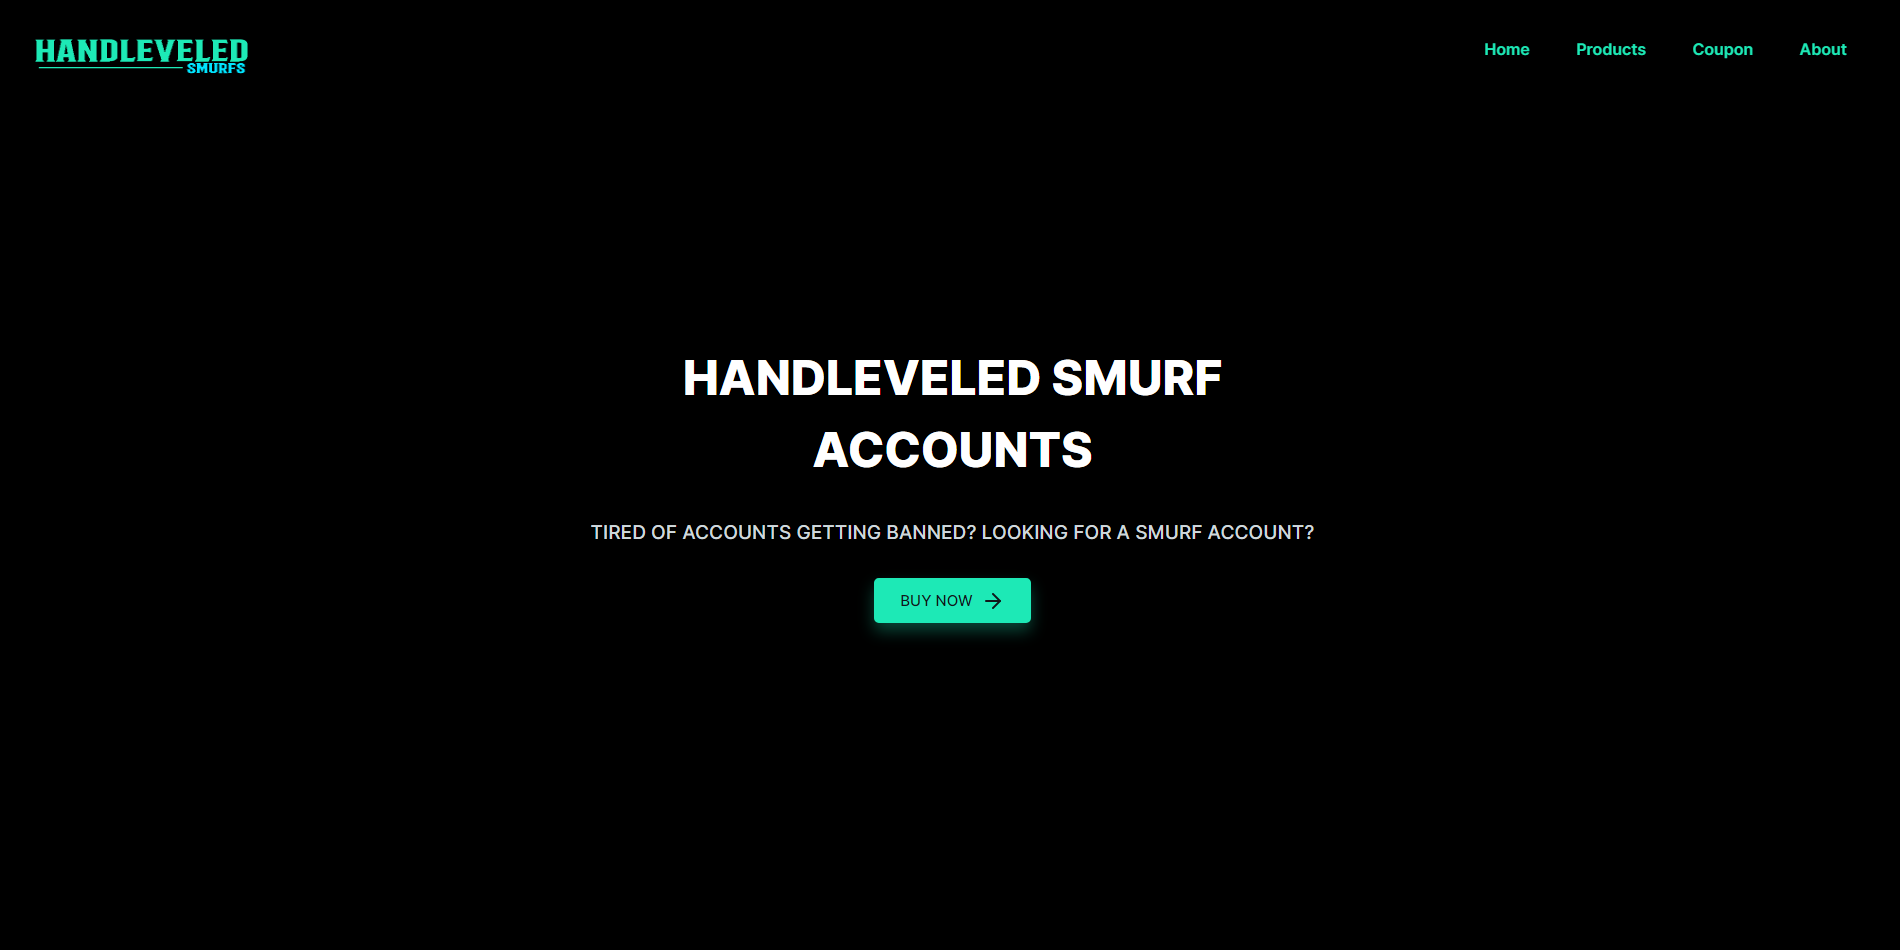 HANDLEVELED
SMURFS
Home Products Coupon About
HANDLEVELED SMURF
ACCOUNTS
TIRED OF ACCOUNTS GETTING BANNED? LOOKING FOR A SMURF ACCOUNT?
BUY NOW